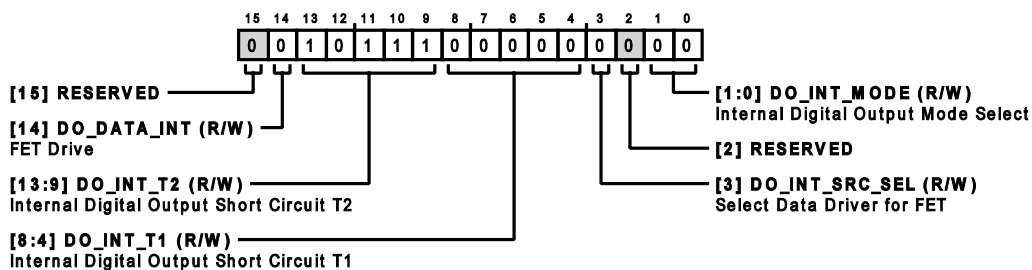 15 14 13 12 11 10 9 8 7 6 5 4 3 2 1 0
0 0 1 0 1 1 1 0 0 0 0 0 0 0 0 0
[15] RESERVED
[14] DO_DATA_INT (R/W)
FET Drive
[13:9] DO_INT_T2 (R/W)
Internal Digital Output Short Circuit T2
[8:4] DO_INT_T1 (R/W)
Internal Digital Output Short Circuit T1
[1:0] DO_INT_MODE (R/W)
Internal Digital Output Mode Select
[2] RESERVED
[3] DO_INT_SRC_SEL (R/W)
Select Data Driver for FET